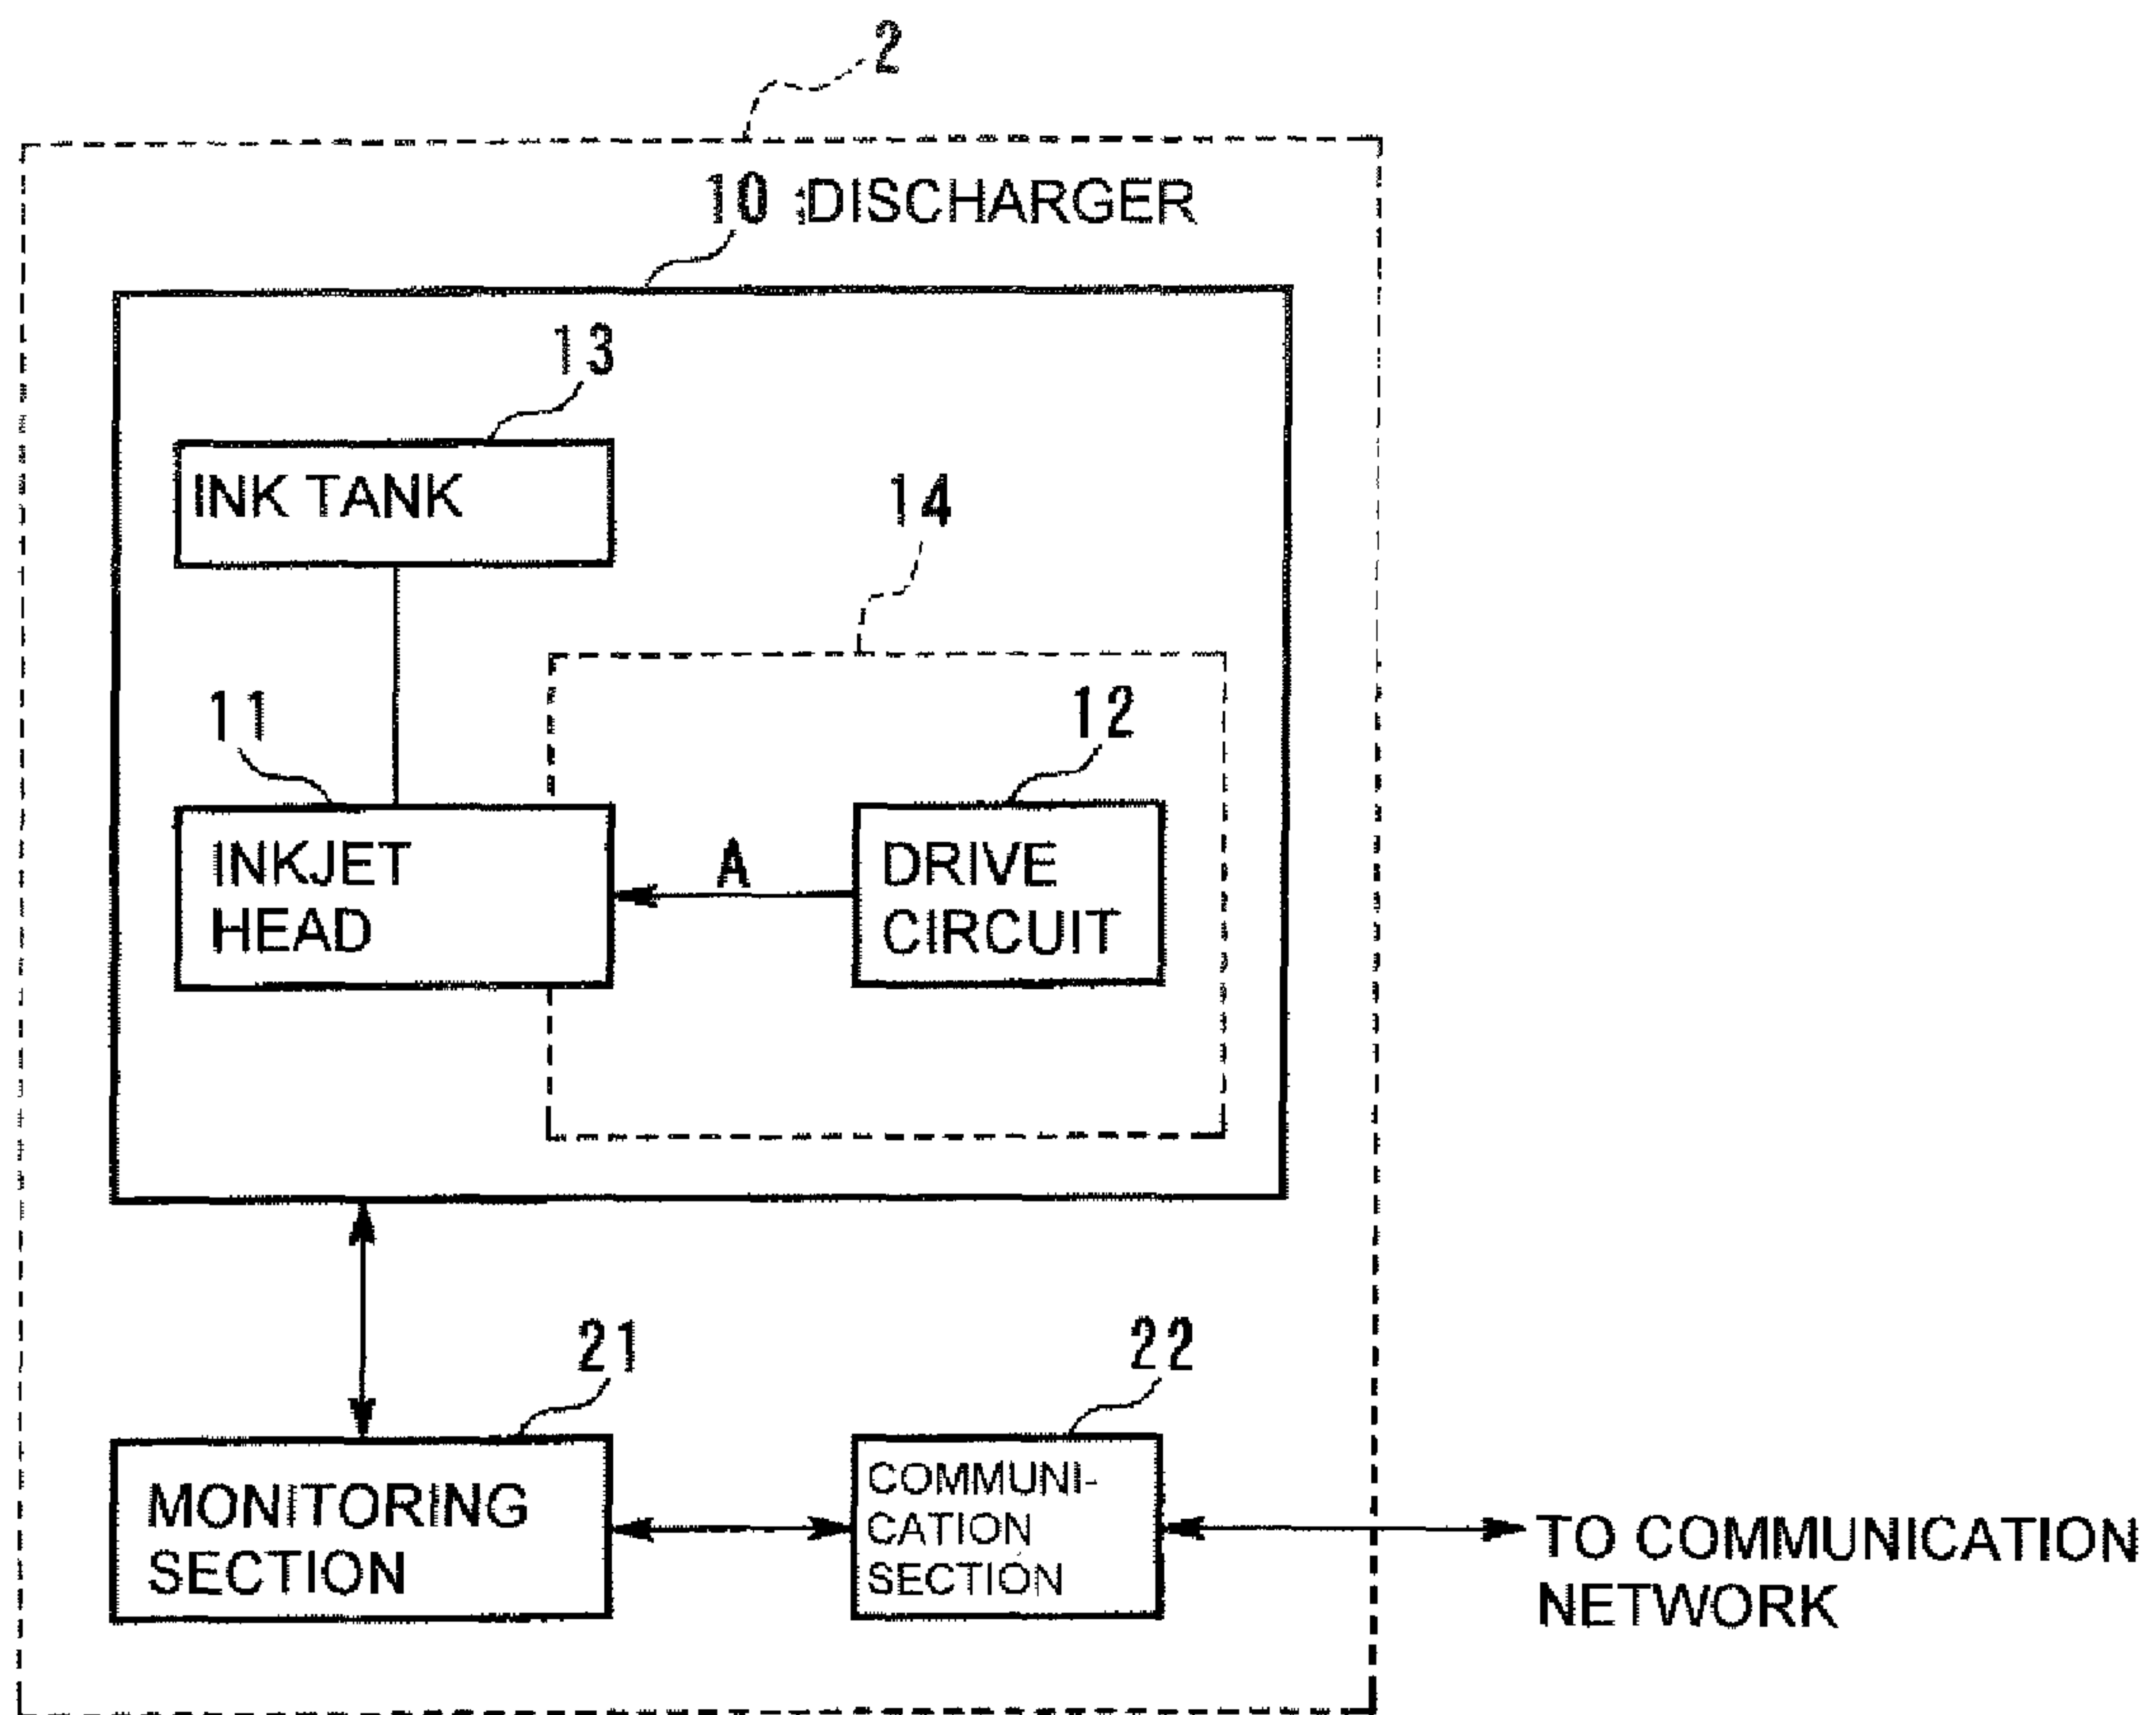 2
10 :DISCHARGER
13
INK TANK
14
11
12
INKJET
HEAD
A
DRIVE
CIRCUIT
21
22
MONITORING
SECTION
COMMUNI-
CATION
SECTION
TO COMMUNICATION
NETWORK